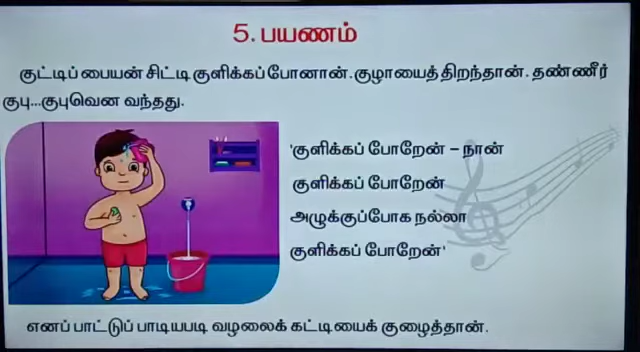 5. பயணம்
குட்டிப் பையன் சிட்டி குளிக்கப் போனான். குழாயைத் திறந்தான். தண்ணீர்
குபு...குபுவென வந்தது.
'குளிக்கப் போறேன் – நான்
குளிக்கப் போறேன்
அழுக்குப்போக நல்லா
குளிக்கப் போறேன்'
எனப் பாட்டுப் பாடியபடி வழலைக் கட்டியைக் குழைத்தான்.